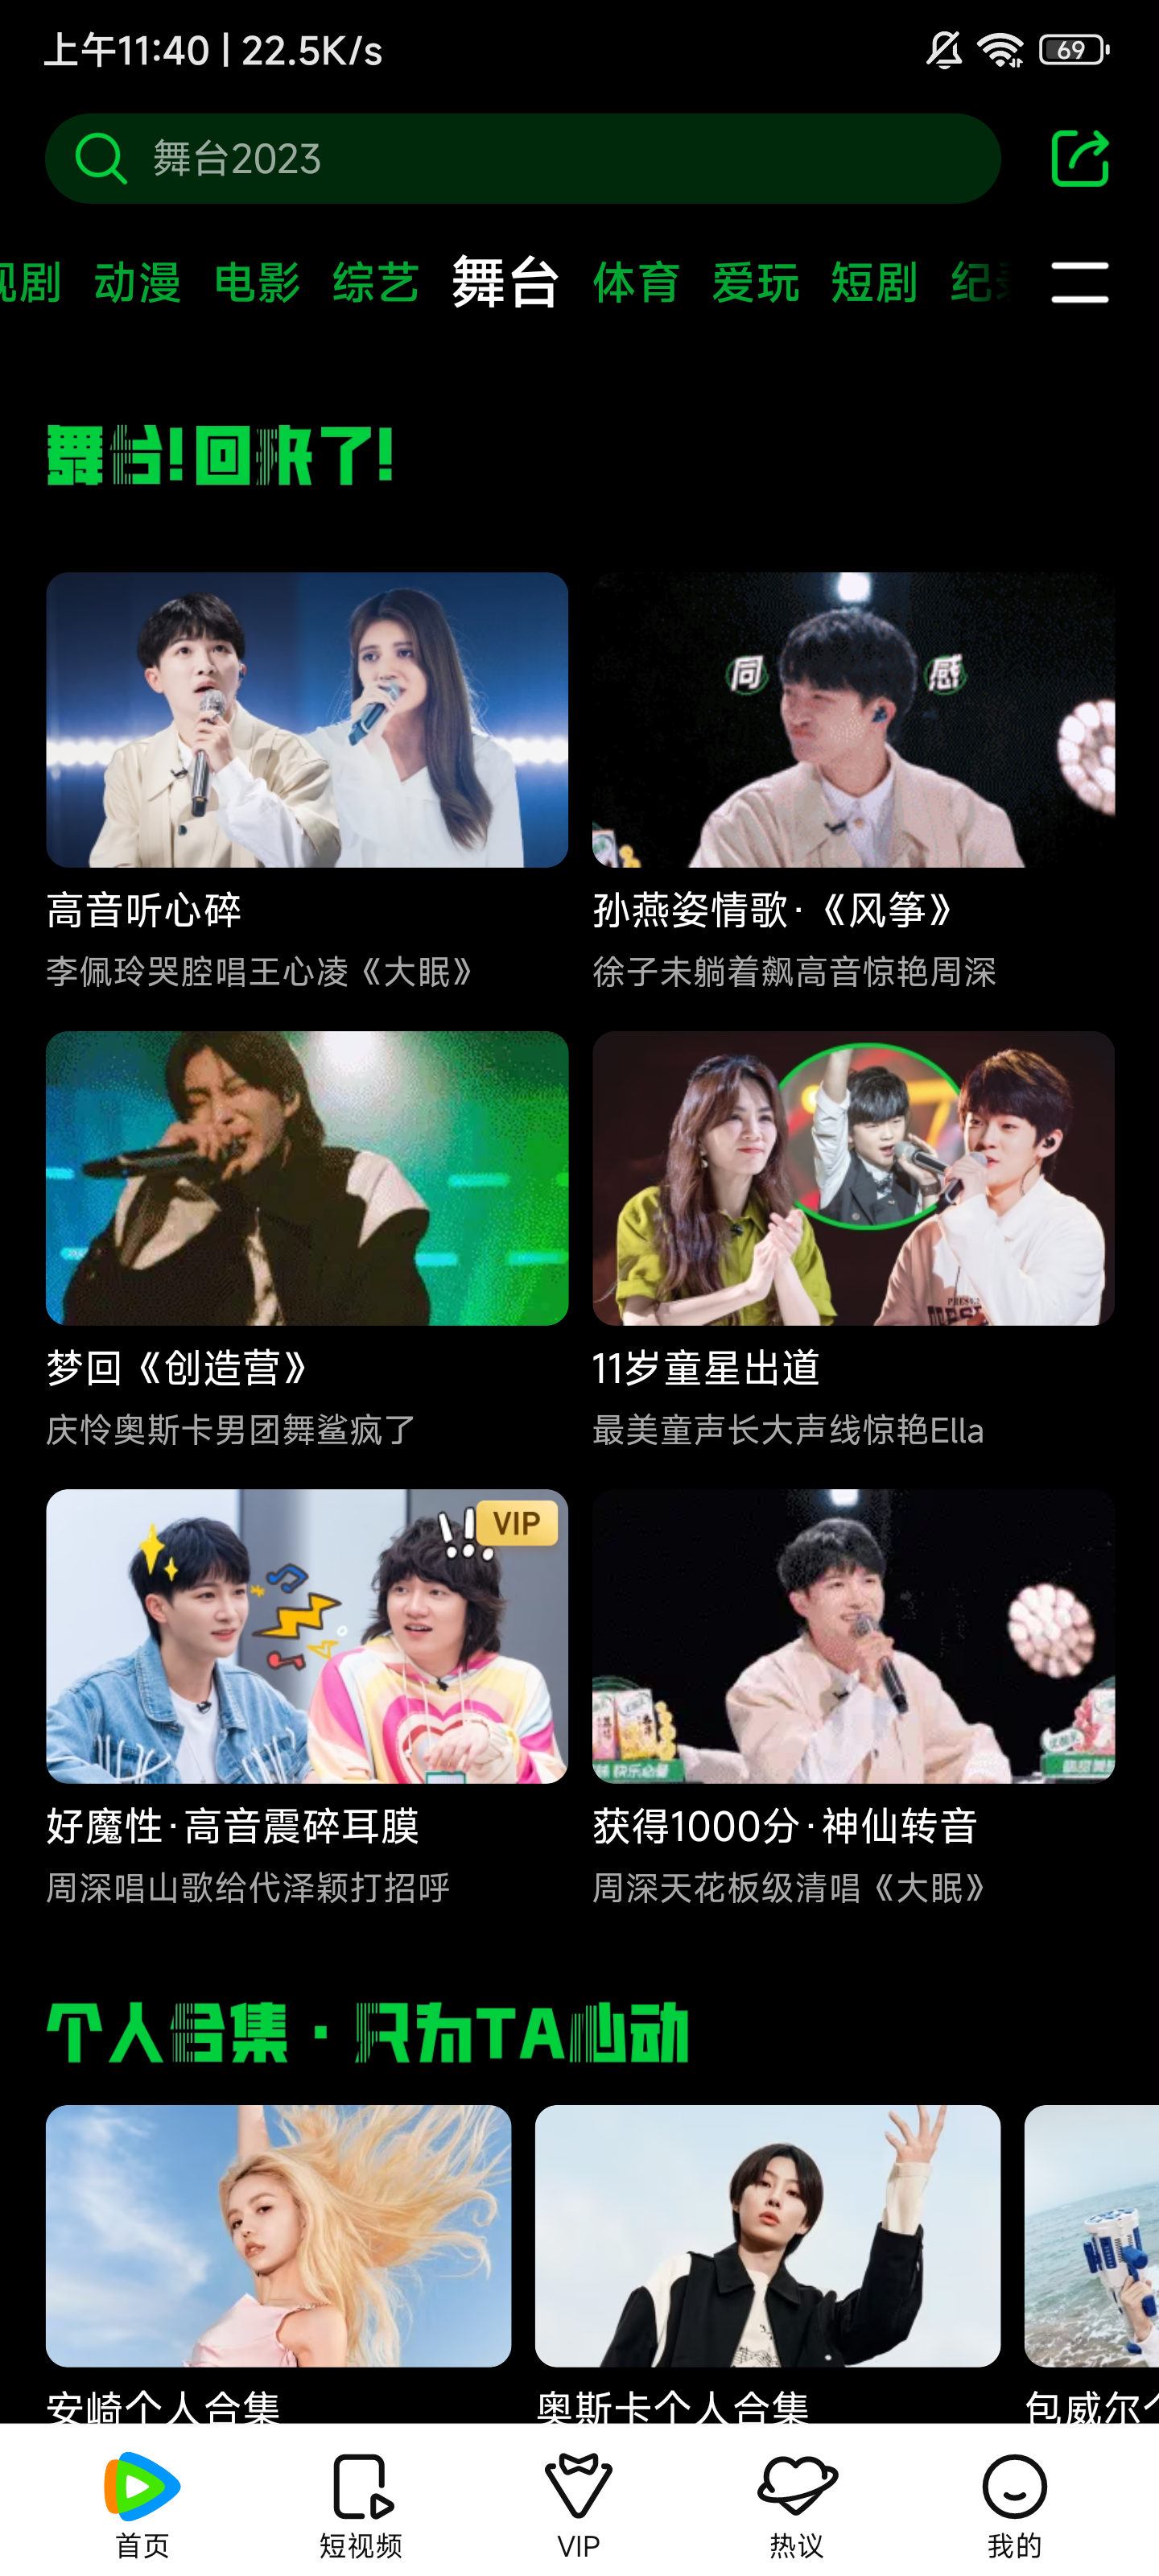 上午11:40 | 22.5K/s
69
舞台2023
视剧 动漫 电影 综艺 舞台 体育 爱玩 短剧 纪录
舞台!回来了!
同 感
高音听心碎
李佩玲哭腔唱王心凌《大眠》
孙燕姿情歌·《风筝》
徐子未躺着飙高音惊艳周深
梦回《创造营》
庆怜奥斯卡男团舞鲨疯了
11岁童星出道
最美童声长大声线惊艳Ella
VIP
快乐必备
好魔性·高音震碎耳膜
周深唱山歌给代泽颖打招呼
获得1000分·神仙转音
周深天花板级清唱《大眠》
个人合集·只为TA心动
安崎个人合集
奥斯卡个人合集
包威尔个
首页
短视频
VIP
热议
我的